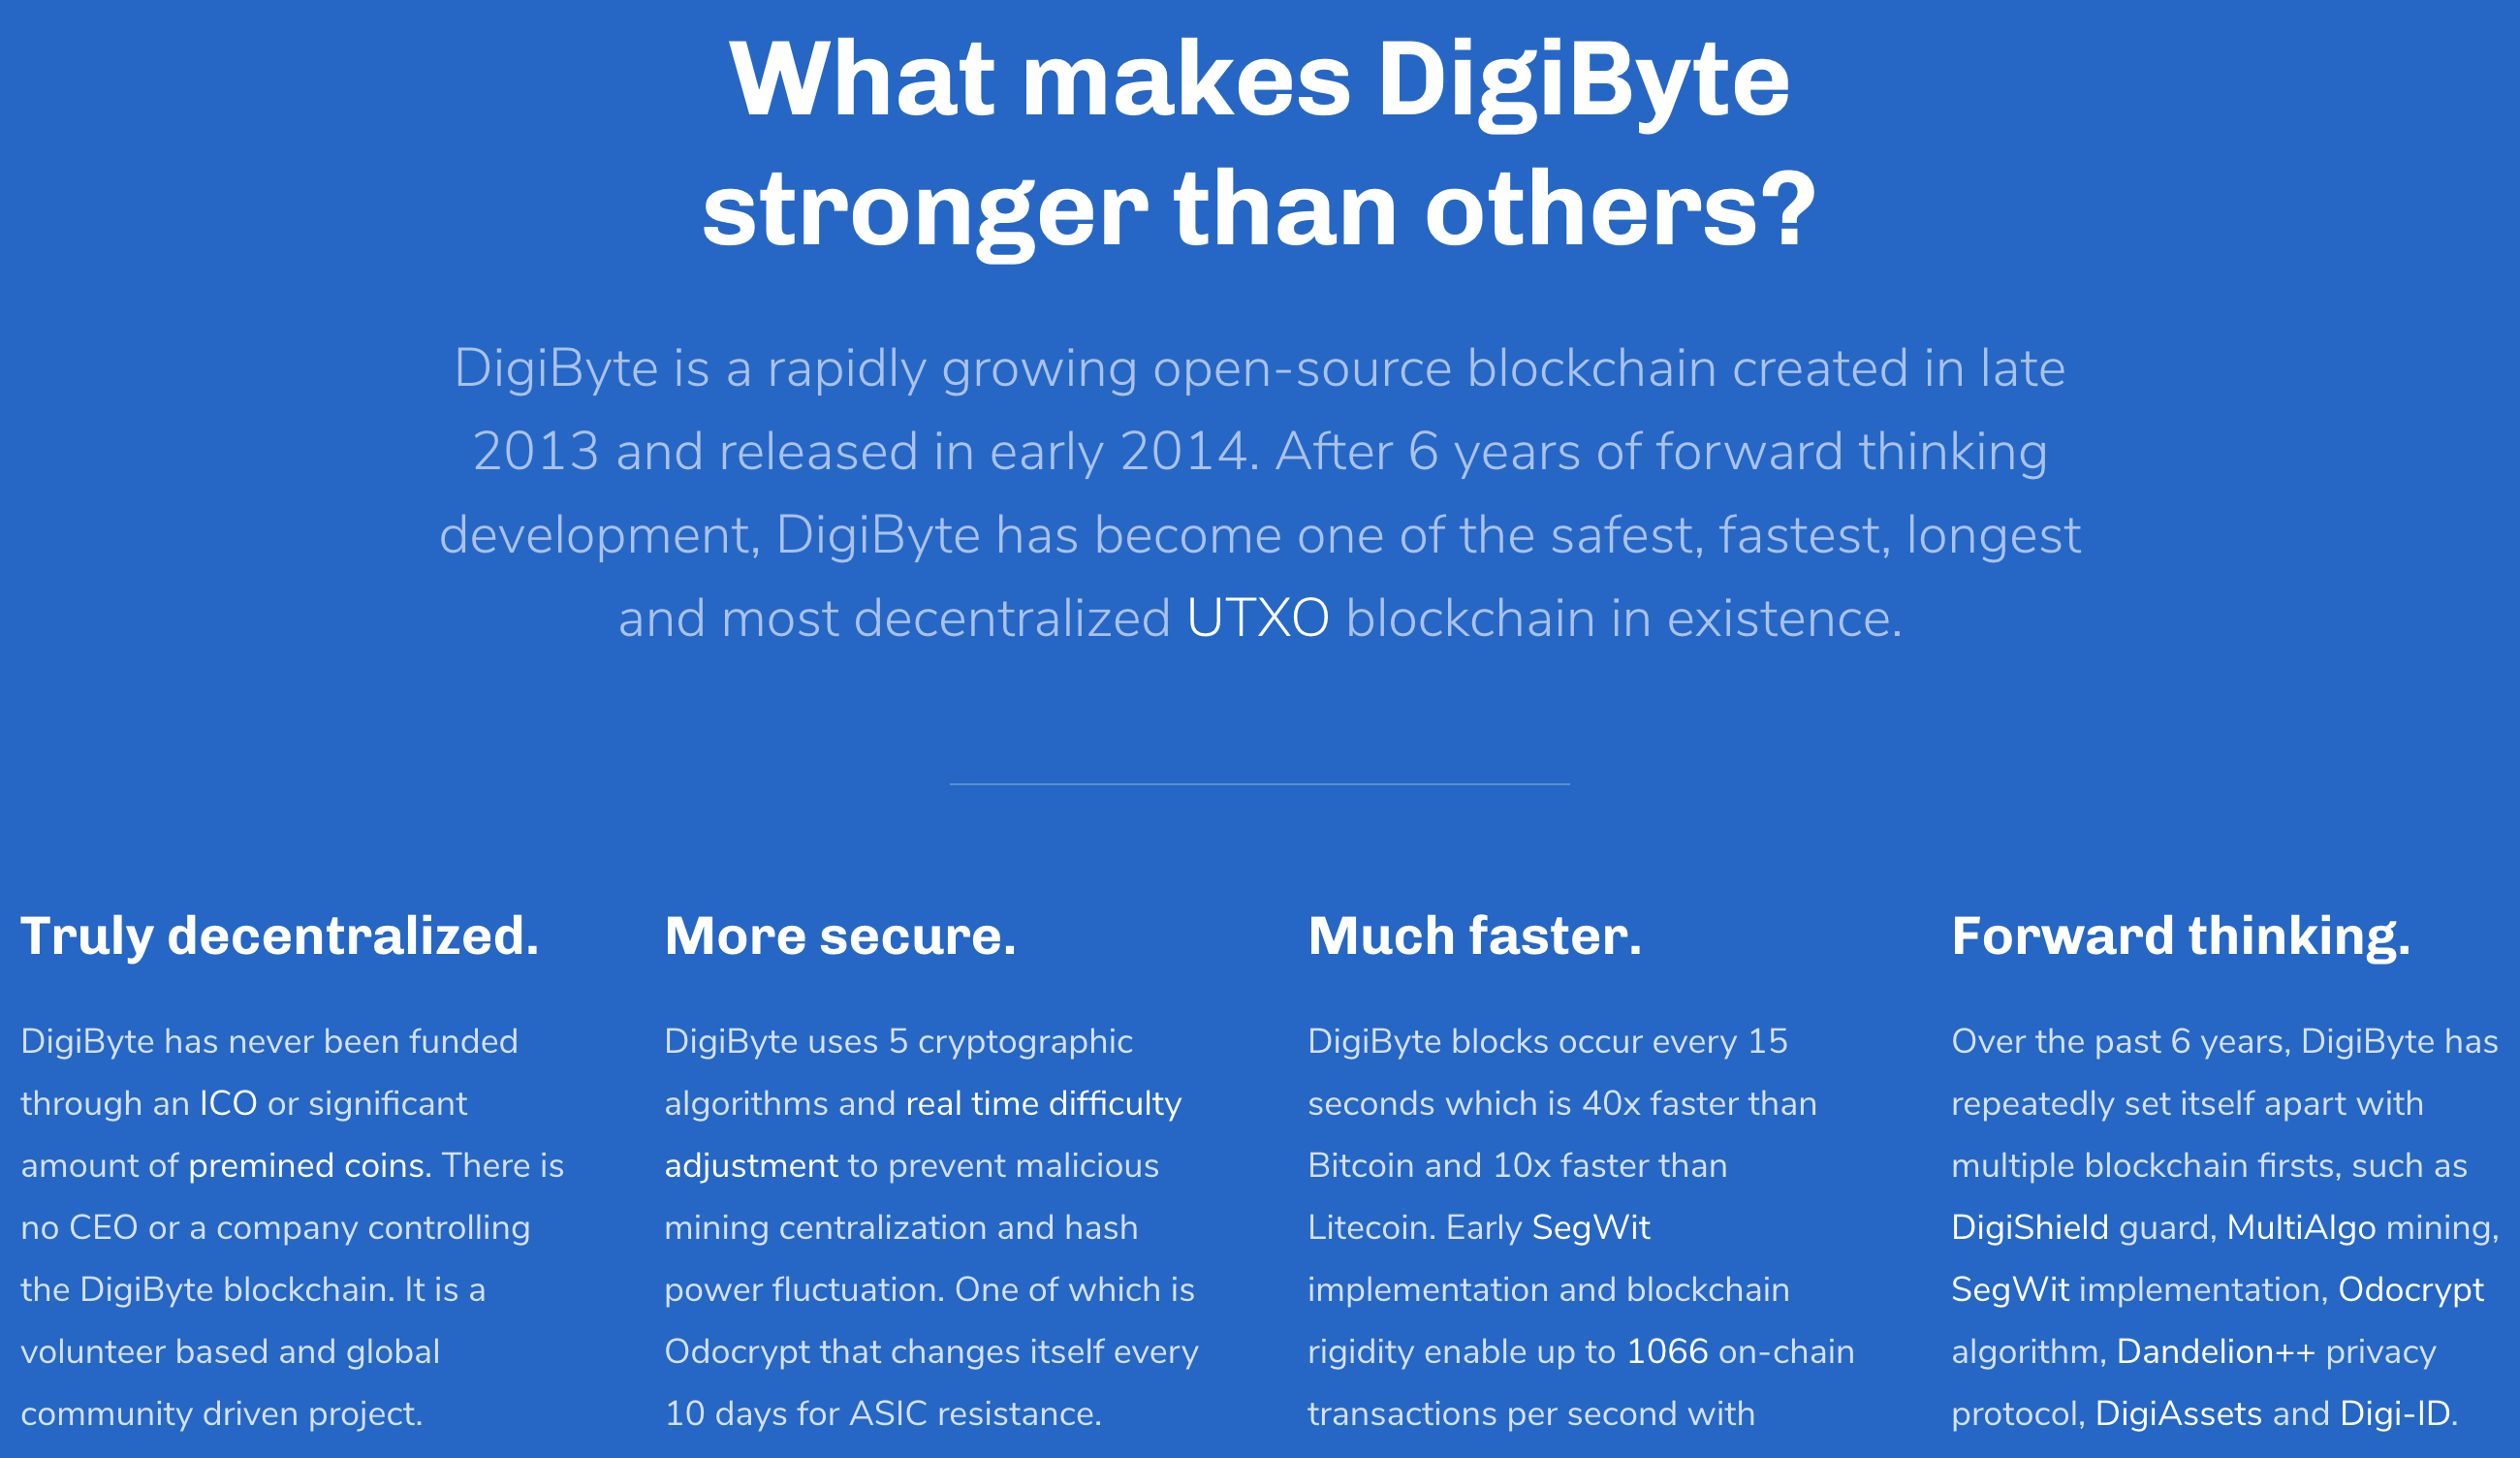 What makes DigiByte
stronger than others?
DigiByte is a rapidly growing open-source blockchain created in late
2013 and released in early 2014. After 6 years of forward thinking
development, DigiByte has become one of the safest, fastest, longest
and most decentralized UTXO blockchain in existence.
Truly decentralized.
DigiByte has never been funded
through an ICO or significant
amount of premined coins. There is
no CEO or a company controlling
the DigiByte blockchain. It is a
volunteer based and global
community driven project.
More secure.
DigiByte uses 5 cryptographic
algorithms and real time difficulty
adjustment to prevent malicious
mining centralization and hash
power fluctuation. One of which is
Odocrypt that changes itself every
10 days for ASIC resistance.
Much faster.
DigiByte blocks occur every 15
seconds which is 40x faster than
Bitcoin and 10x faster than
Litecoin. Early SegWit
implementation and blockchain
rigidity enable up to 1066 on-chain
transactions per second with
Forward thinking.
Over the past 6 years, DigiByte has
repeatedly set itself apart with
multiple blockchain firsts, such as
DigiShield guard, MultiAlgo mining,
SegWit implementation, Odocrypt
algorithm, Dandelion++ privacy
protocol, DigiAssets and Digi-ID.